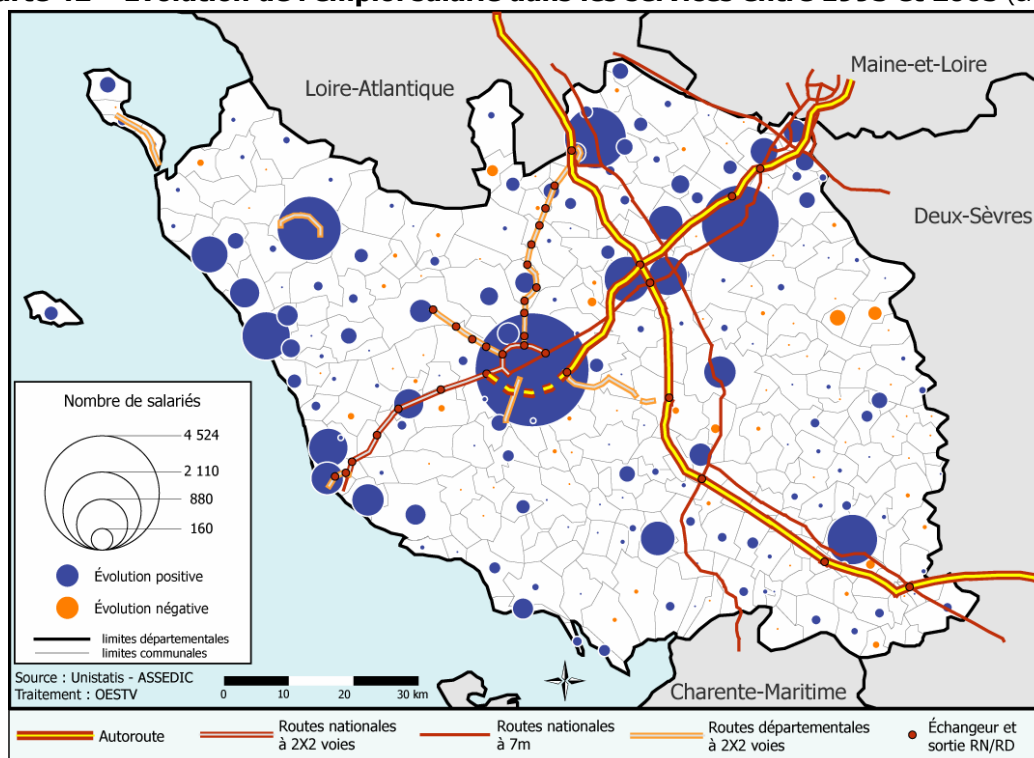 Loire-Atlantique
Maine-et-Loire
Deux-Sèvres
Nombre de salariés
4 524
2 110
880
160
Évolution positive
Évolution négative
limites départementales
limites communales
Source : Unistatis - ASSEDIC
Traitement : OESTV
0 10 20 30 km
Charente-Maritime
Autoroute
Routes nationales
à 2X2 voies
Routes nationales
à 7m
Routes départementales
à 2X2 voies
Échangeur et
sortie RN/RD